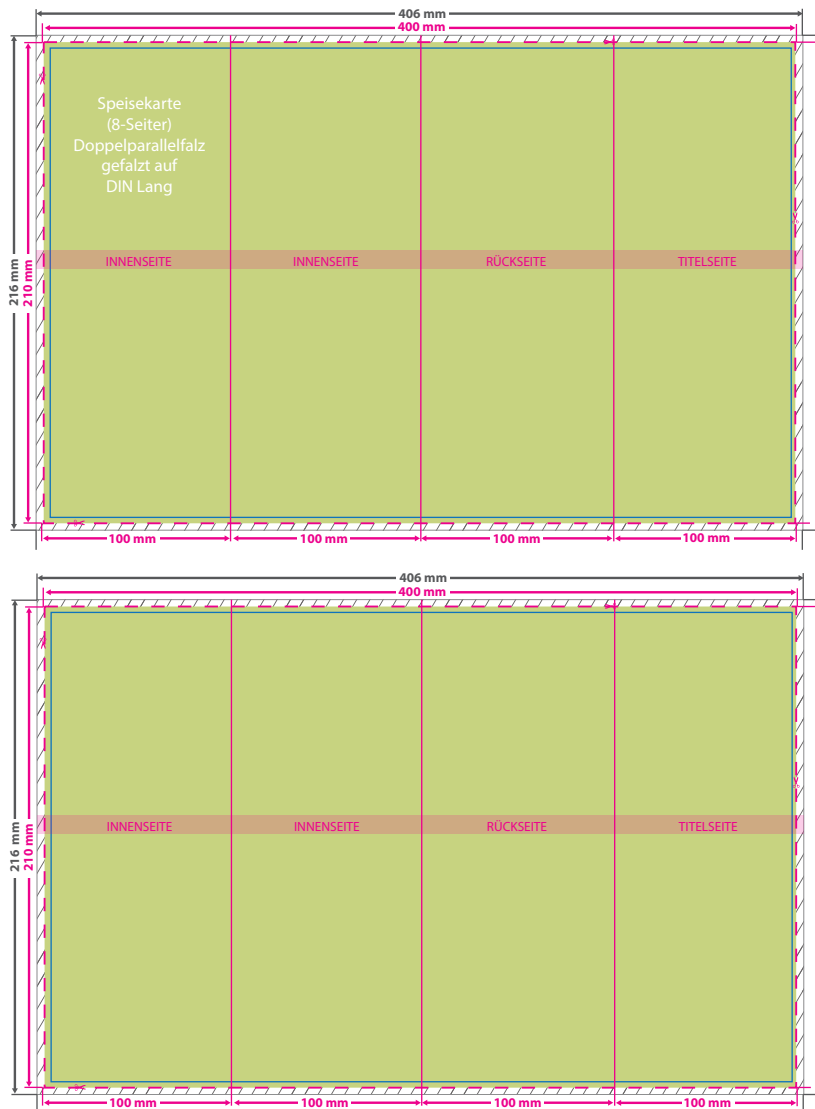 406 mm
400 mm
Speisekarte
(8-Seiter)
Doppelparallelfalz
gefalzt auf
DIN Lang
216 mm
210 mm
INNENSEITE INNENSEITE RÜCKSEITE TITELSEITE
100 mm 100 mm 100 mm 100 mm
406 mm
400 mm
216 mm
210 mm
INNENSEITE INNENSEITE RÜCKSEITE TITELSEITE
100 mm 100 mm 100 mm 100 mm